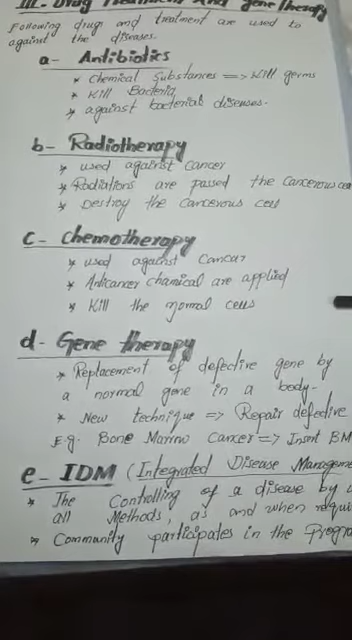 III- Drug Treatment And gene therapy
Following drugs and treatment are used to
against the diseases.
a- Antibiotics
* Chemical Substances => Kill germs
* Kill Bacteria
* against bacterial diseases.
b- Radiotherapy
* used against cancer
* Radiations are passed the Cancerous
* Destroy the Cancerous cell
c- Chemotherapy
* used against Cancer
* Anticancer chamical are applied
* Kill the normal cells
d- Gene therapy
* Replacement of defective gene by
a normal gene in a body-
* New technique => Repair defective
E.g: Bone Marrow Cancer => Insert BM
e- IDM (Integrated Disease Manageme
* The Controlling of a disease by
all Methods, as and when requi
* Community participates in the Progra